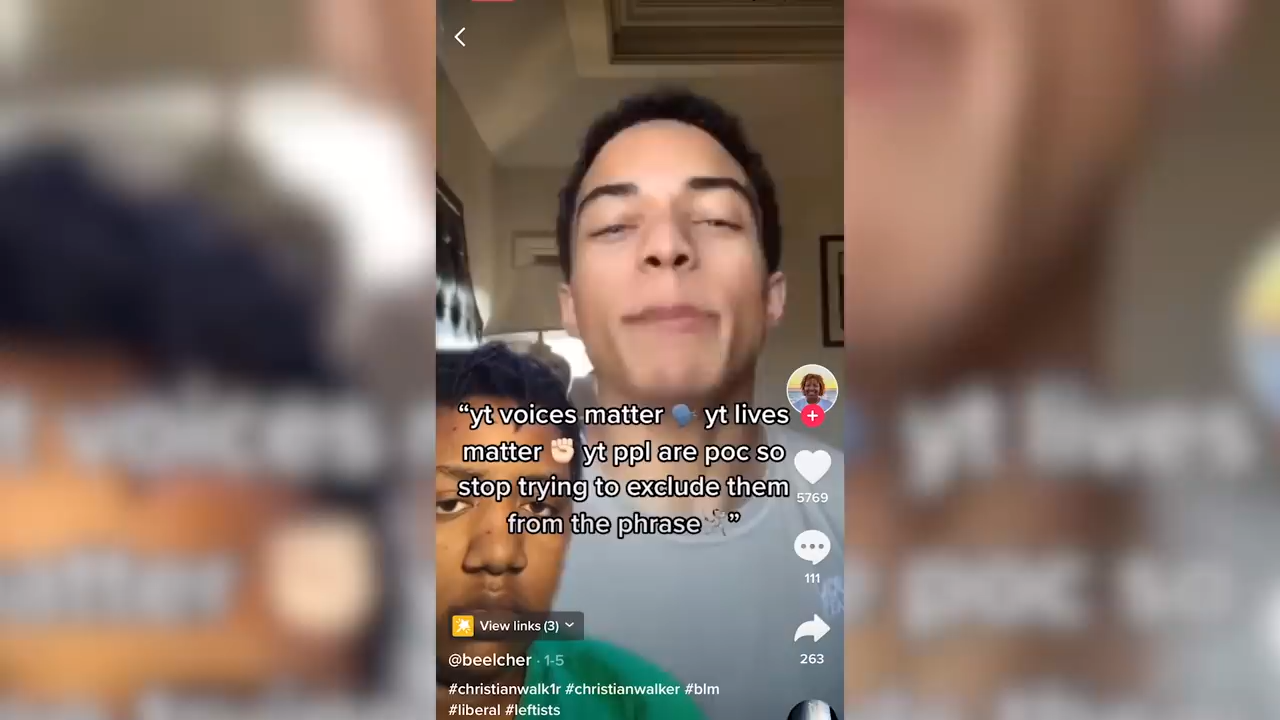 “yt voices matter 🗣 yt lives
matter ✊🏻 yt ppl are poc so
stop trying to exclude them
from the phrase🏃🏻”
5769
111
View links (3)
263
@beelcher · 1-5
#christianwalk1r #christianwalker #blm
#liberal #leftists